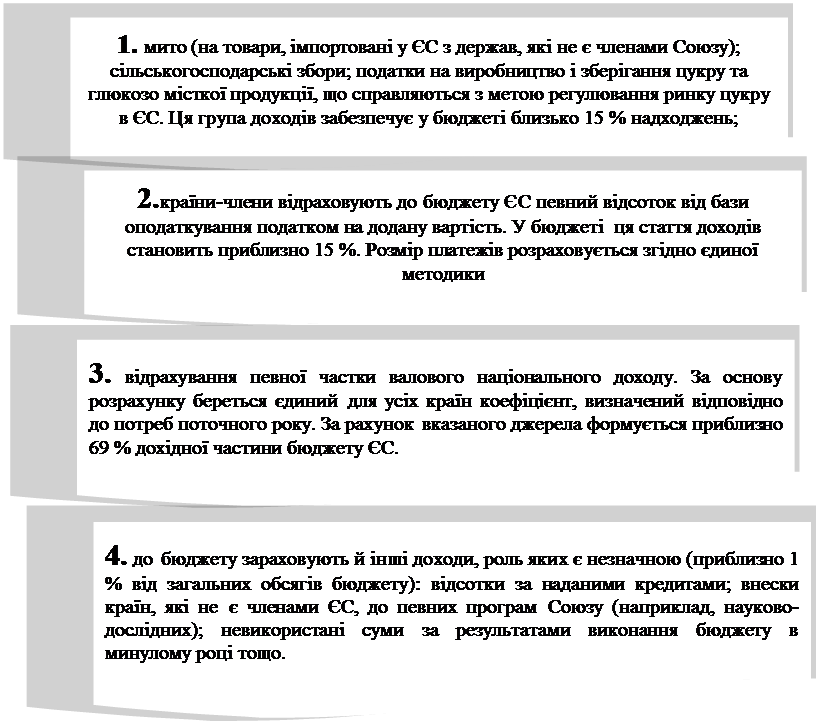 1. мито (на товари, імпортовані у ЄС з держав, які не є членами Союзу);
сільськогосподарські збори; податки на виробництво і зберігання цукру та
глюкозо місткої продукції, що справляються з метою регулювання ринку цукру
в ЄС. Ця група доходів забезпечує у бюджеті близько 15 % надходжень;
2.країни-члени відраховують до бюджету ЄС певний відсоток від бази
оподаткування податком на додану вартість. У бюджеті ця стаття доходів
становить приблизно 15 %. Розмір платежів розраховується згідно єдиної
методики
3. відрахування певної частки валового національного доходу. За основу
розрахунку береться єдиний для усіх країн коефіцієнт, визначений відповідно
до потреб поточного року. За рахунок вказаного джерела формується приблизно
69 % дохідної частини бюджету ЄС.
4. до бюджету зараховують й інші доходи, роль яких є незначною (приблизно 1
% від загальних обсягів бюджету): відсотки за наданими кредитами; внески
країн, які не є членами ЄС, до певних програм Союзу (наприклад, науково-
дослідних); невикористані суми за результатами виконання бюджету в
минулому році тощо.